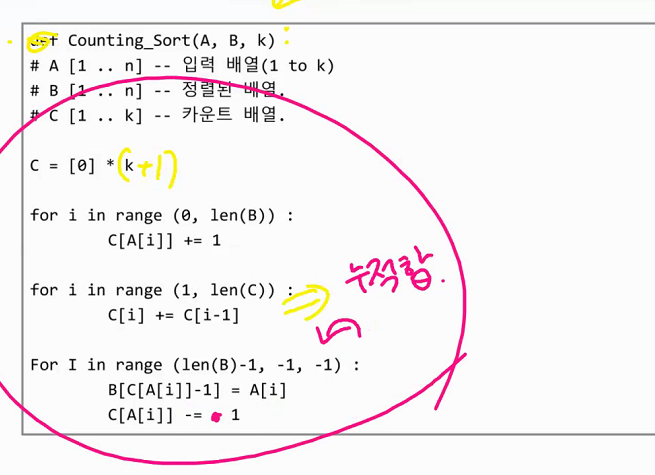 def Counting_Sort(A, B, k) :
# A [1 .. n] -- 입력 배열(1 to k)
# B [1 .. n] -- 정렬된 배열.
# C [1 .. k] -- 카운트 배열.
C = [0] * k (+1)
for i in range (0, len(B)) :
C[A[i]] += 1
for i in range (1, len(C)) : ⇒ 누적합.
C[i] += C[i-1]
For I in range (len(B)-1, -1, -1) :
B[C[A[i]]-1] = A[i]
C[A[i]] -= 1